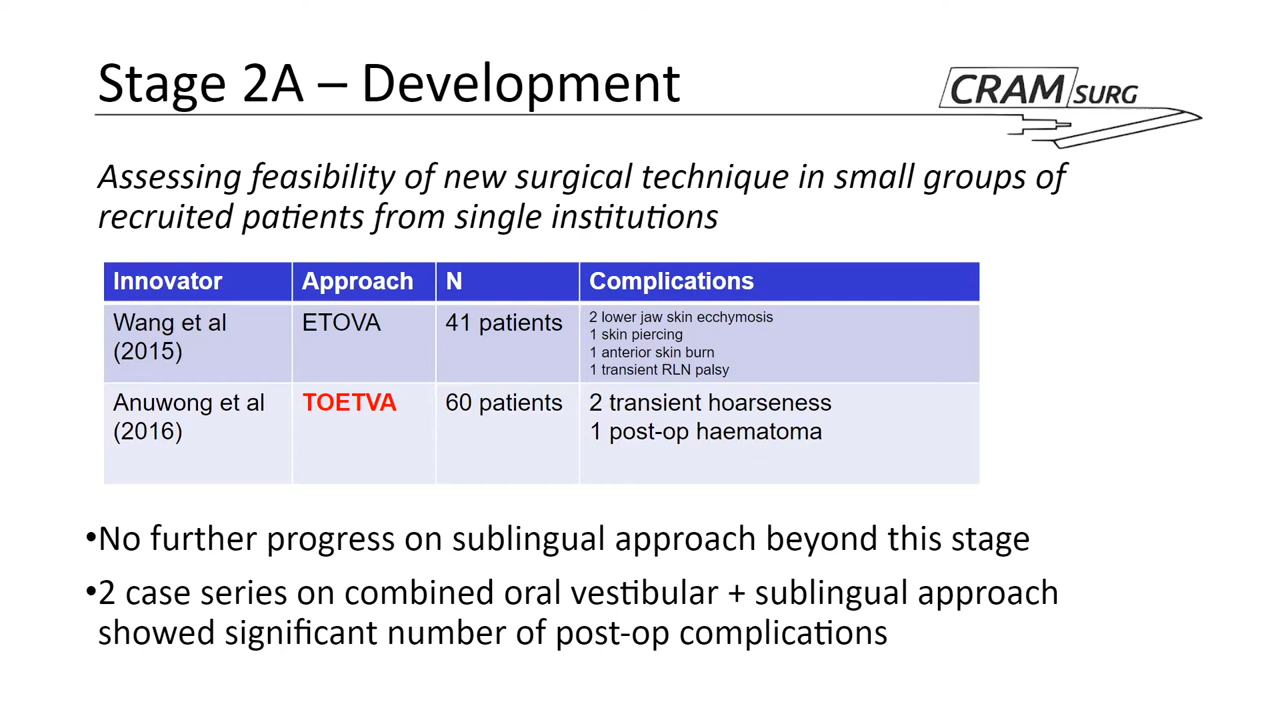 Stage 2A – Development
CRAMSURG
Assessing feasibility of new surgical technique in small groups of
recruited patients from single institutions
Innovator Approach N Complications
Wang et al (2015) ETOVA 41 patients 2 lower jaw skin ecchymosis
1 skin piercing
1 anterior skin burn
1 transient RLN palsy
Anuwong et al (2016) TOETVA 60 patients 2 transient hoarseness
1 post-op haematoma
•No further progress on sublingual approach beyond this stage
•2 case series on combined oral vestibular + sublingual approach
showed significant number of post-op complications